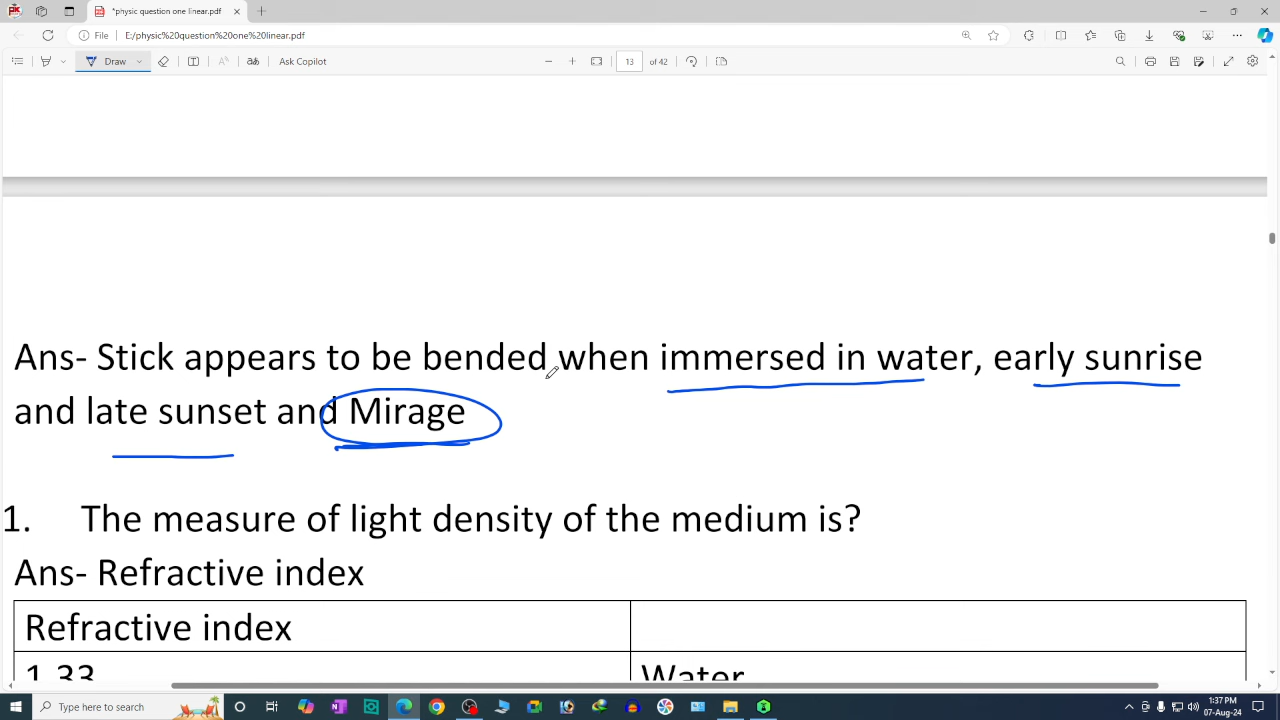 *physic question one linear.pdf
File
E:/physic%20question%20one%20linear.pdf
Draw
Ask Copilot
13
of 42
Ans- Stick appears to be bended when immersed in water, early sunrise
and late sunset and Mirage
1. The measure of light density of the medium is?
Ans- Refractive index
Refractive index
1.33 Water
Type here to search
1:37 PM
07-Aug-24